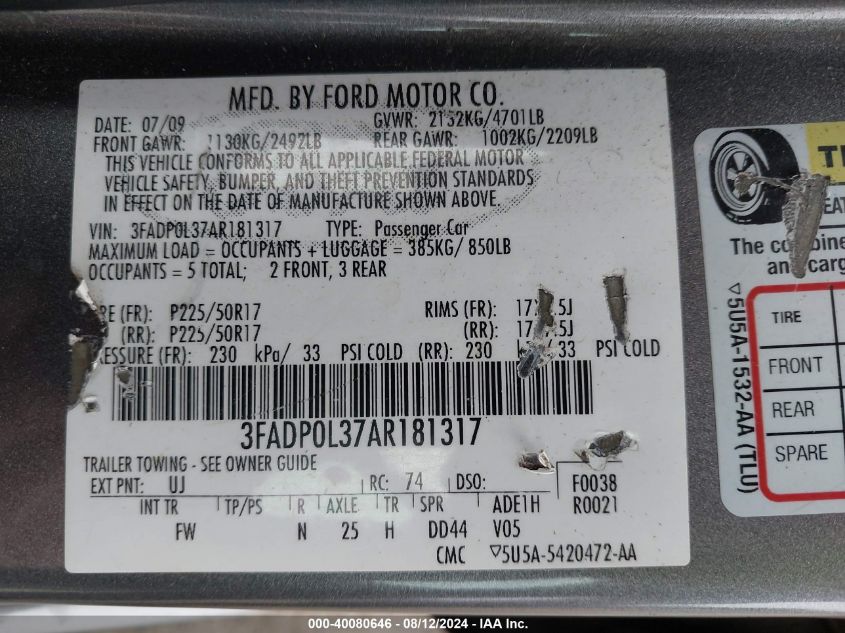 MFD. BY FORD MOTOR CO.
DATE: 07/09 GVWR: 2132KG/4701LB
FRONT GAWR: 1130KG/2492LB REAR GAWR: 1002KG/2209LB
THIS VEHICLE CONFORMS TO ALL APPLICABLE FEDERAL MOTOR
VEHICLE SAFETY, BUMPER, AND THEFT PREVENTION STANDARDS
IN EFFECT ON THE DATE OF MANUFACTURE SHOWN ABOVE.
VIN: 3FADP0L37AR181317 TYPE: Passenger Car
MAXIMUM LOAD = OCCUPANTS + LUGGAGE = 385KG/ 850LB
OCCUPANTS = 5 TOTAL; 2 FRONT, 3 REAR
(FR): P225/50R17 RIMS (FR):
(RR): P225/50R17 (RR):
(FR): 230 kPa/ 33 PSI COLD (RR): 230 33 PSI COLD
3FADP0L37AR181317
TRAILER TOWING - SEE OWNER GUIDE
EXT PNT: UJ RC: 74 DSO: F0038
INT TR TP/PS R AXLE TR SPR ADE1H R0021
FW N 25 H DD44 V05
CMC ▽5U5A-5420472-AA
The
TIRE
FRONT
REAR
SPARE
▽5U5A-1532-AA (TLU)
000-40080646 - 08/12/2024 - IAA Inc.